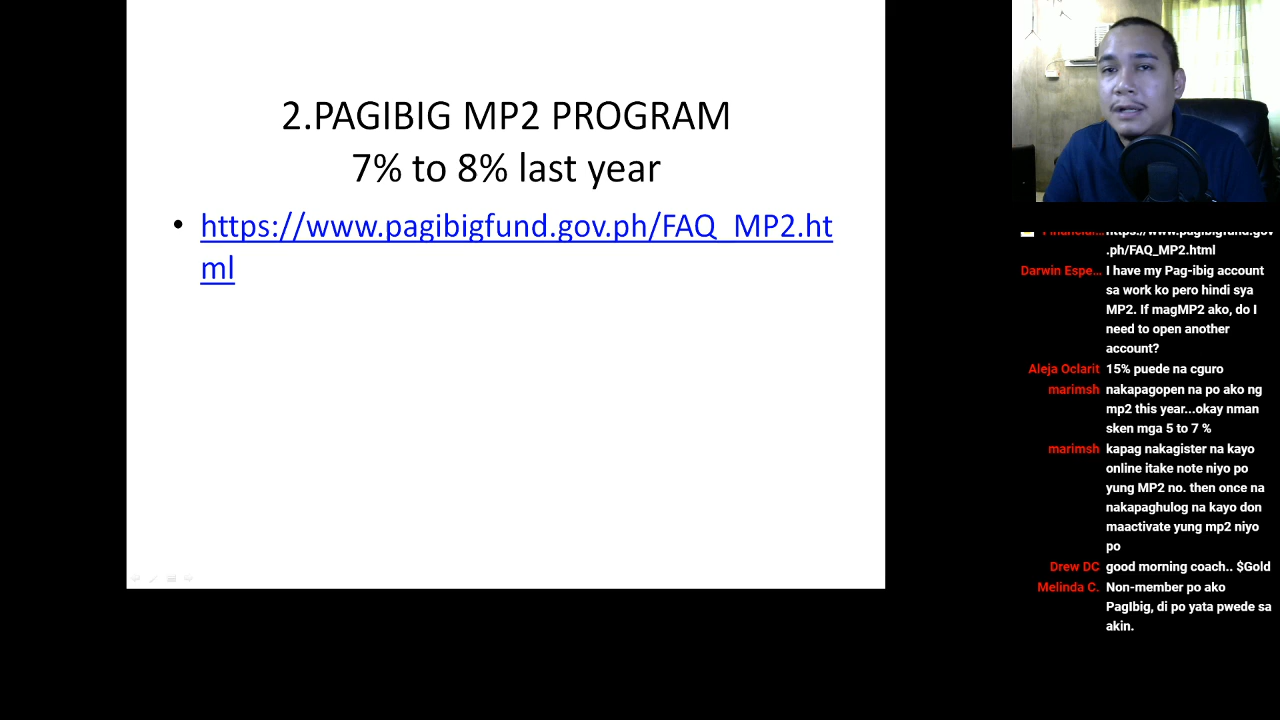 2.PAGIBIG MP2 PROGRAM
7% to 8% last year
• https://www.pagibigfund.gov.ph/FAQ_MP2.ht
ml
Financial... https://www.pagibigfund.gov
.ph/FAQ_MP2.html
Darwin Espe... I have my Pag-ibig account
sa work ko pero hindi sya
MP2. If magMP2 ako, do I
need to open another
account?
Aleja Oclarit 15% puede na cguro
marimsh nakapagopen na po ako ng
mp2 this year...okay nman
sken mga 5 to 7 %
marimsh kapag nakagister na kayo
online itake note niyo po
yung MP2 no. then once na
nakapaghulog na kayo don
maactivate yung mp2 niyo
po
Drew DC good morning coach.. $Gold
Melinda C. Non-member po ako
PagIbig, di po yata pwede sa
akin.